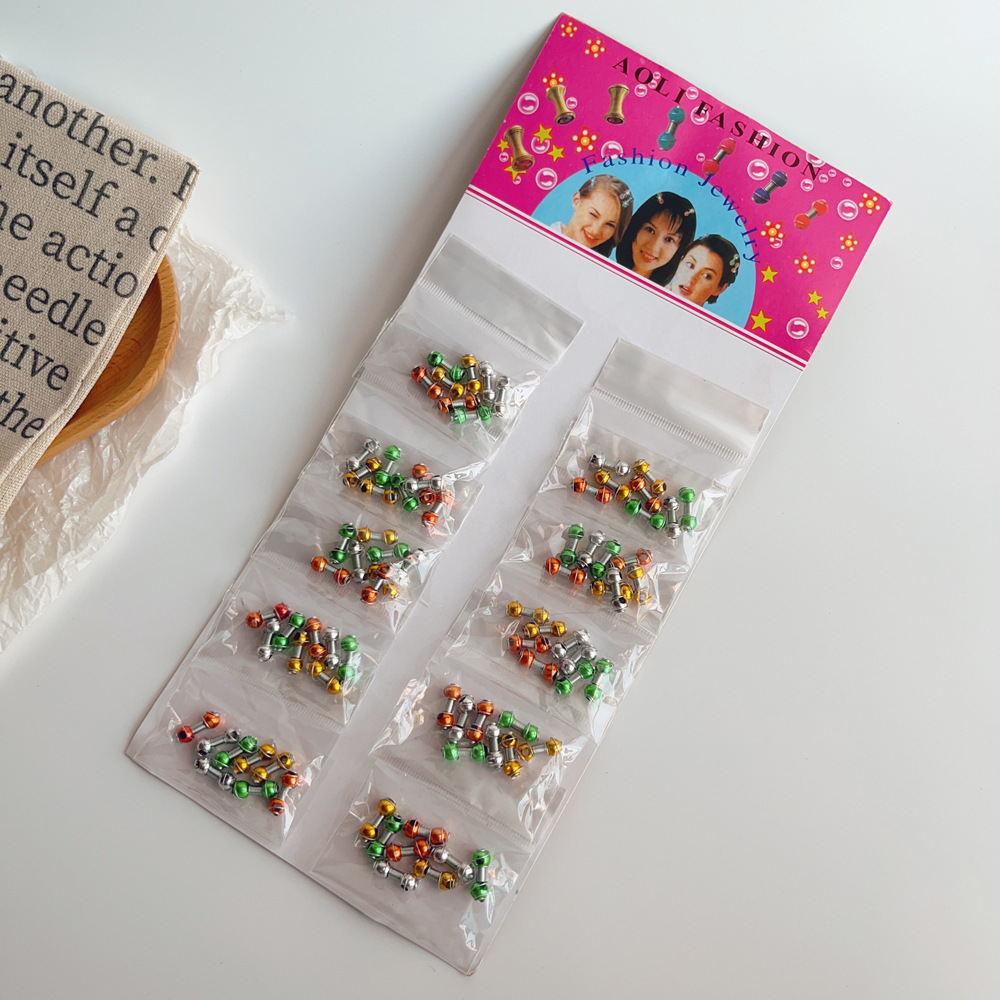 another. F
itself a c
he actio
needle
itive
the
AOLI FASHION
Fashion Jewelry